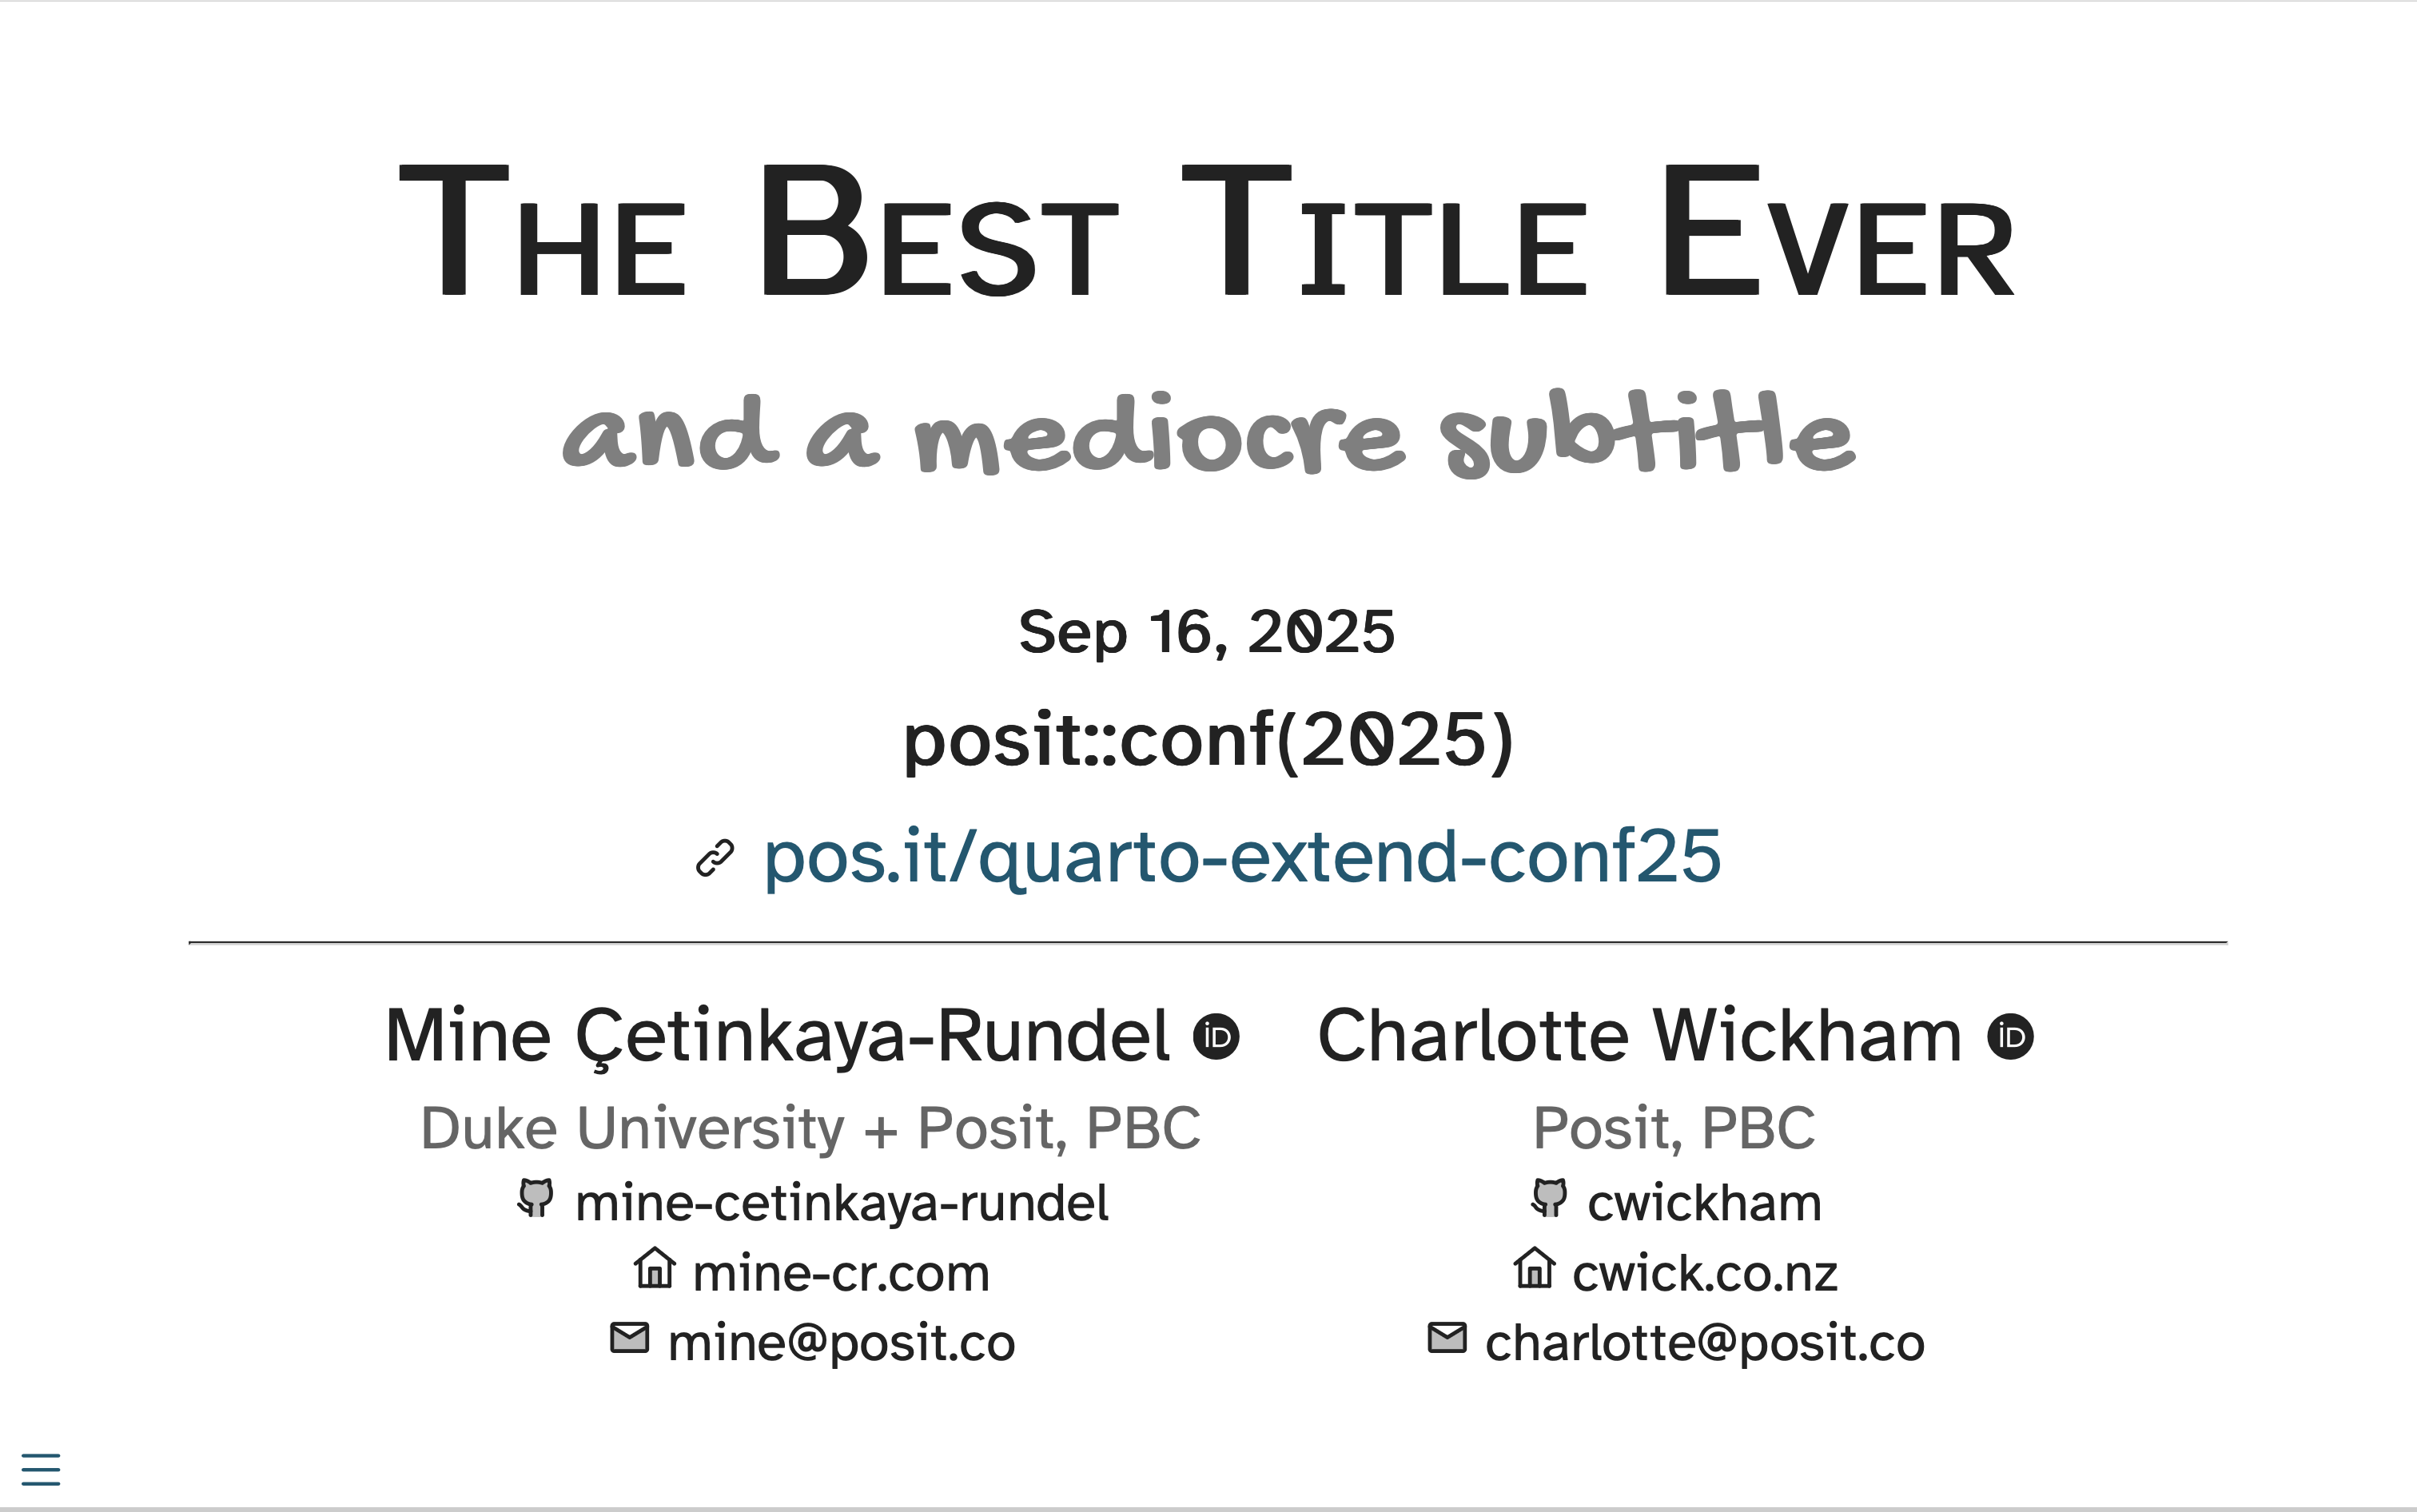 The Best Title Ever
and a mediocre subtitle
Sep 16, 2025
posit::conf(2025)
pos.it/quarto-extend-conf25
Mine Çetinkaya-Rundel iD
Charlotte Wickham iD
Duke University + Posit, PBC
Posit, PBC
mine-cetinkaya-rundel
cwickham
mine-cr.com
cwick.co.nz
mine@posit.co
charlotte@posit.co